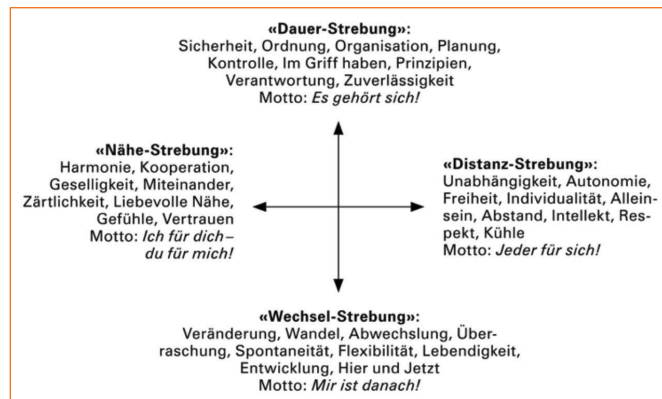 «Dauer-Strebung»:
Sicherheit, Ordnung, Organisation, Planung,
Kontrolle, Im Griff haben, Prinzipien,
Verantwortung, Zuverlässigkeit
Motto: Es gehört sich!
«Nähe-Strebung»:
Harmonie, Kooperation,
Geselligkeit, Miteinander,
Zärtlichkeit, Liebevolle Nähe,
Gefühle, Vertrauen
Motto: Ich für dich–
du für mich!
«Distanz-Strebung»:
Unabhängigkeit, Autonomie,
Freiheit, Individualität, Allein-
sein, Abstand, Intellekt, Res-
pekt, Kühle
Motto: Jeder für sich!
«Wechsel-Strebung»:
Veränderung, Wandel, Abwechslung, Über-
raschung, Spontaneität, Flexibilität, Lebendigkeit,
Entwicklung, Hier und Jetzt
Motto: Mir ist danach!